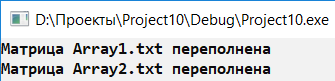 D:\Проекты\Project10\Debug\Project10.exe
Матрица Array1.txt переполнена
Матрица Array2.txt переполнена